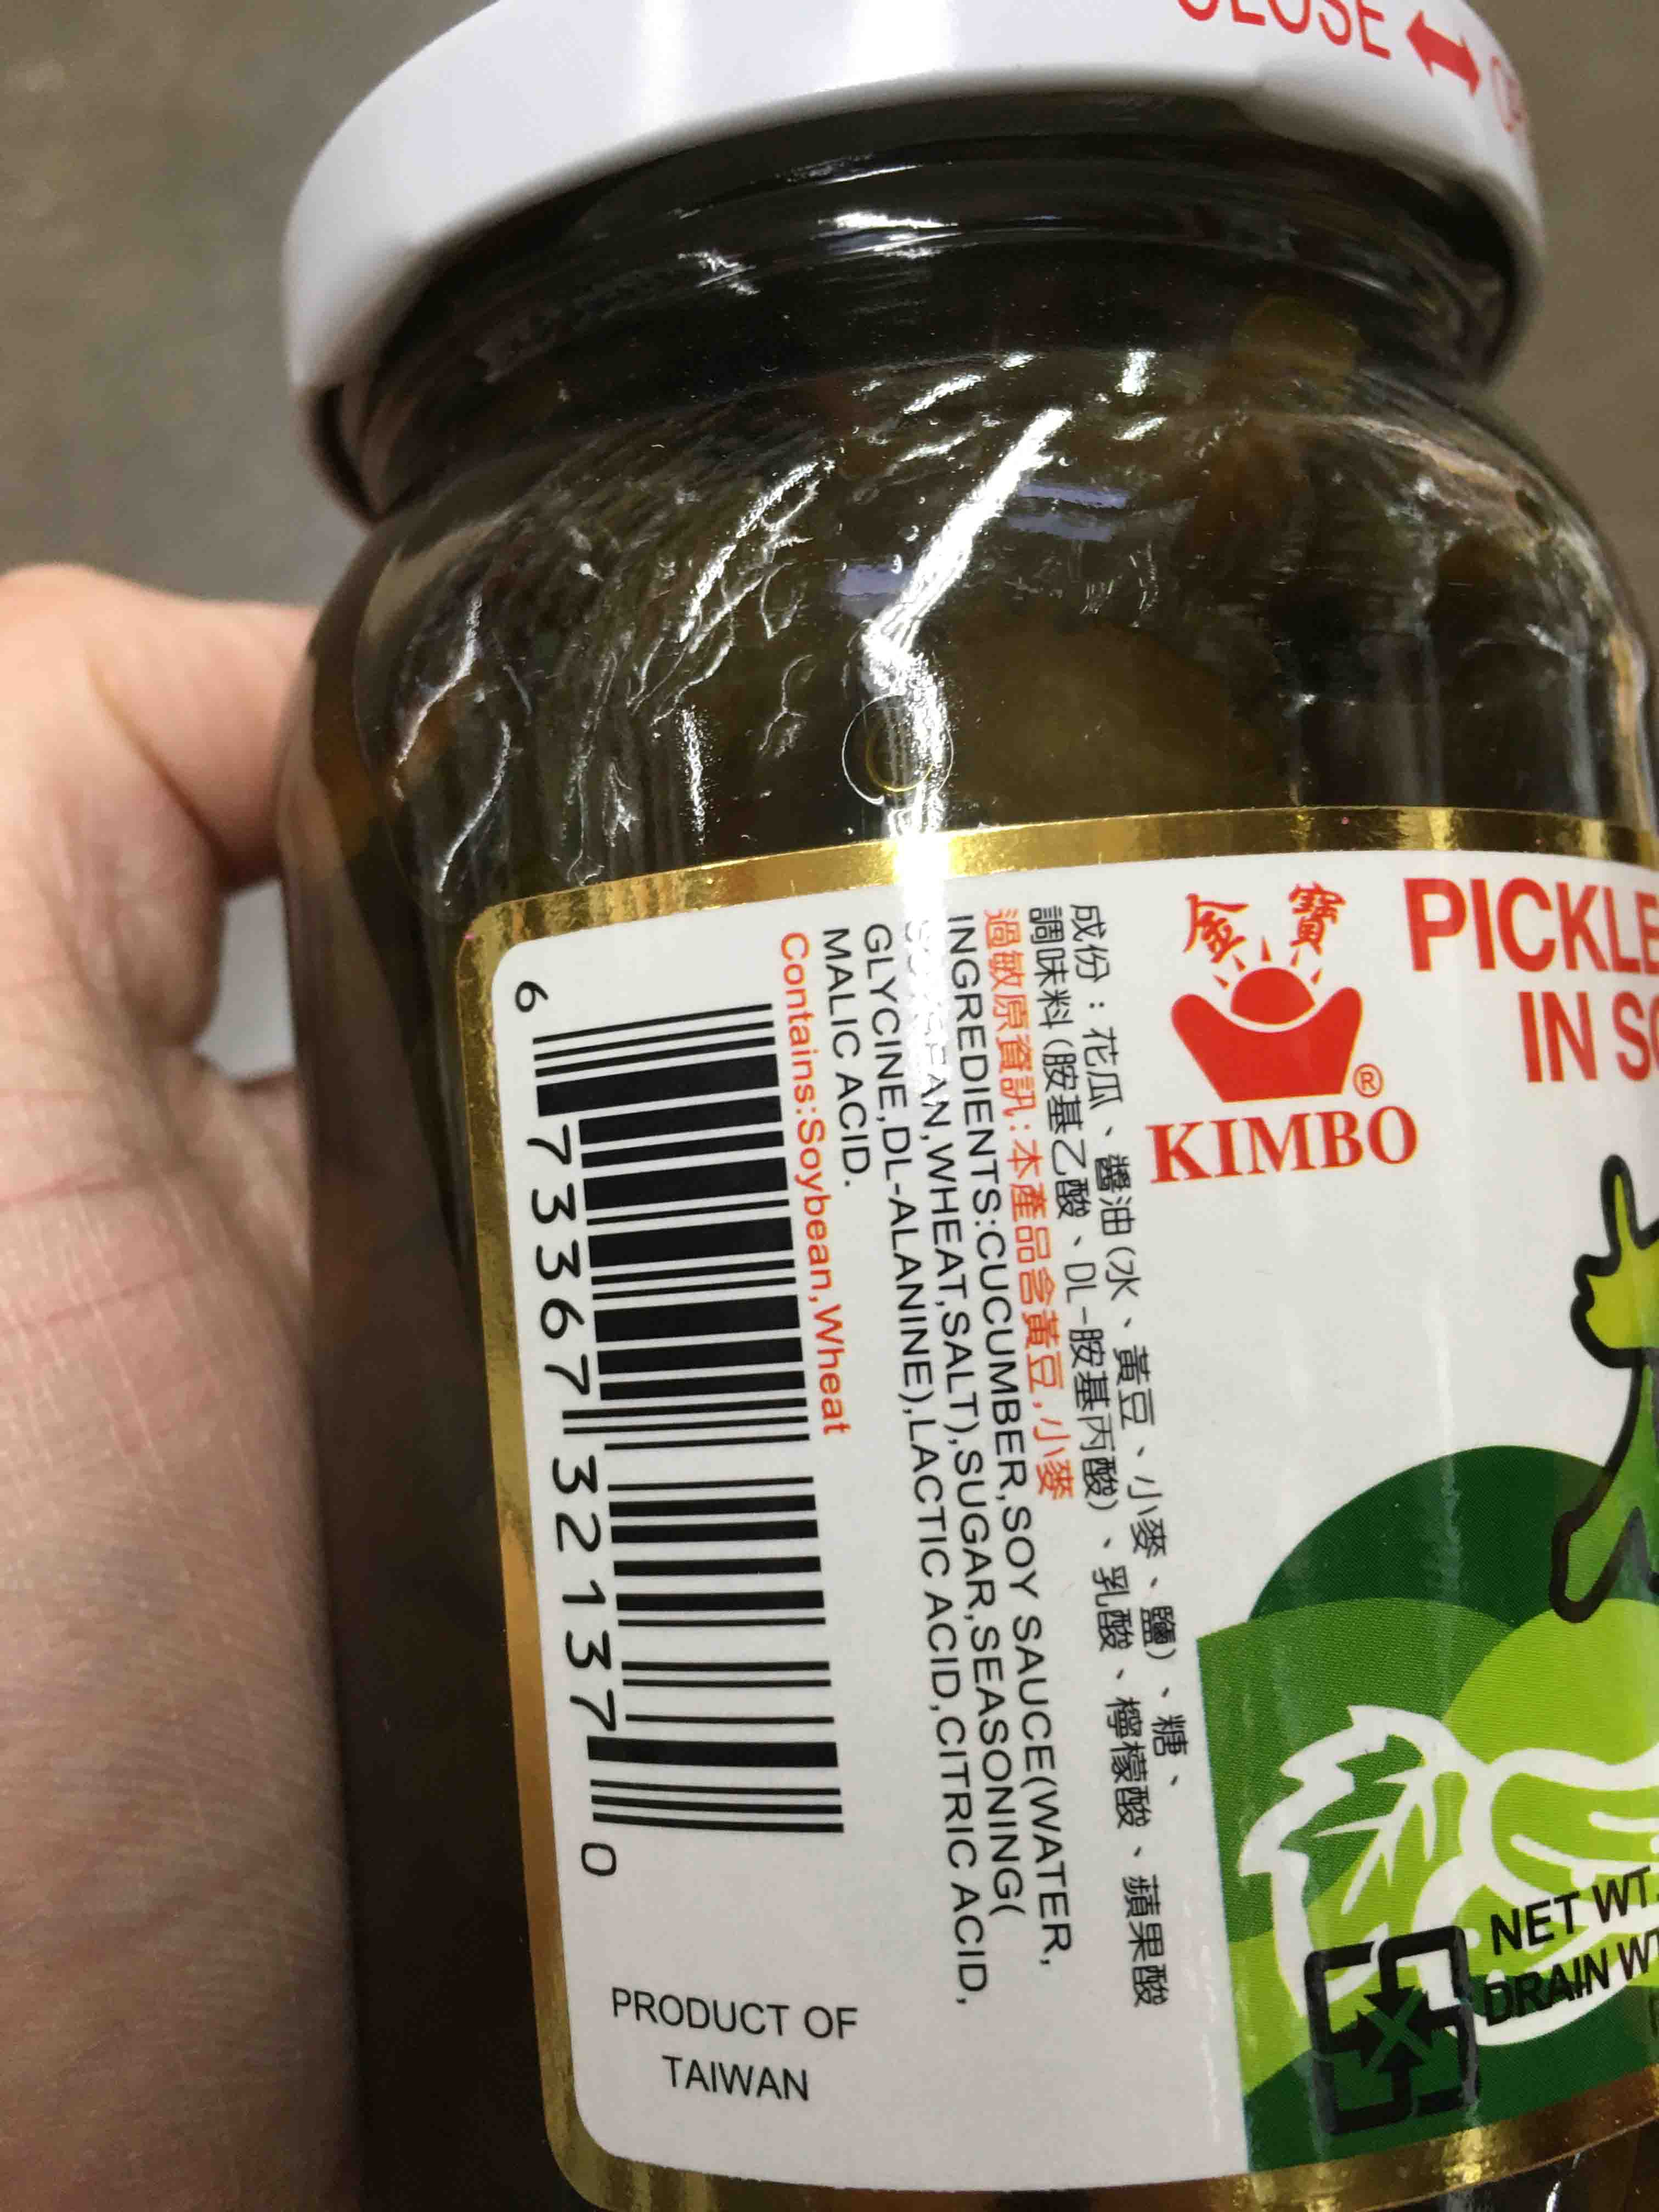 CLOSE
金寶
KIMBO®
PICKLE
IN
成份：花瓜、醬油(水、黃豆、小麥、鹽)、糖、
調味料(胺基乙酸、DL-胺基丙酸)、乳酸、檸檬酸、蘋果酸
過敏原資訊:本產品含黃豆,小麥
INGREDIENTS:CUCUMBER,SOY SAUCE(WATER,
SOYBEAN,WHEAT,SALT),SUGAR,SEASONING(
GLYCINE,DL-ALANINE),LACTIC ACID,CITRIC ACID,
MALIC ACID.
Contains:Soybean,Wheat
6 73367 32137 0
PRODUCT OF
TAIWAN
NET WT.
DRAIN WT